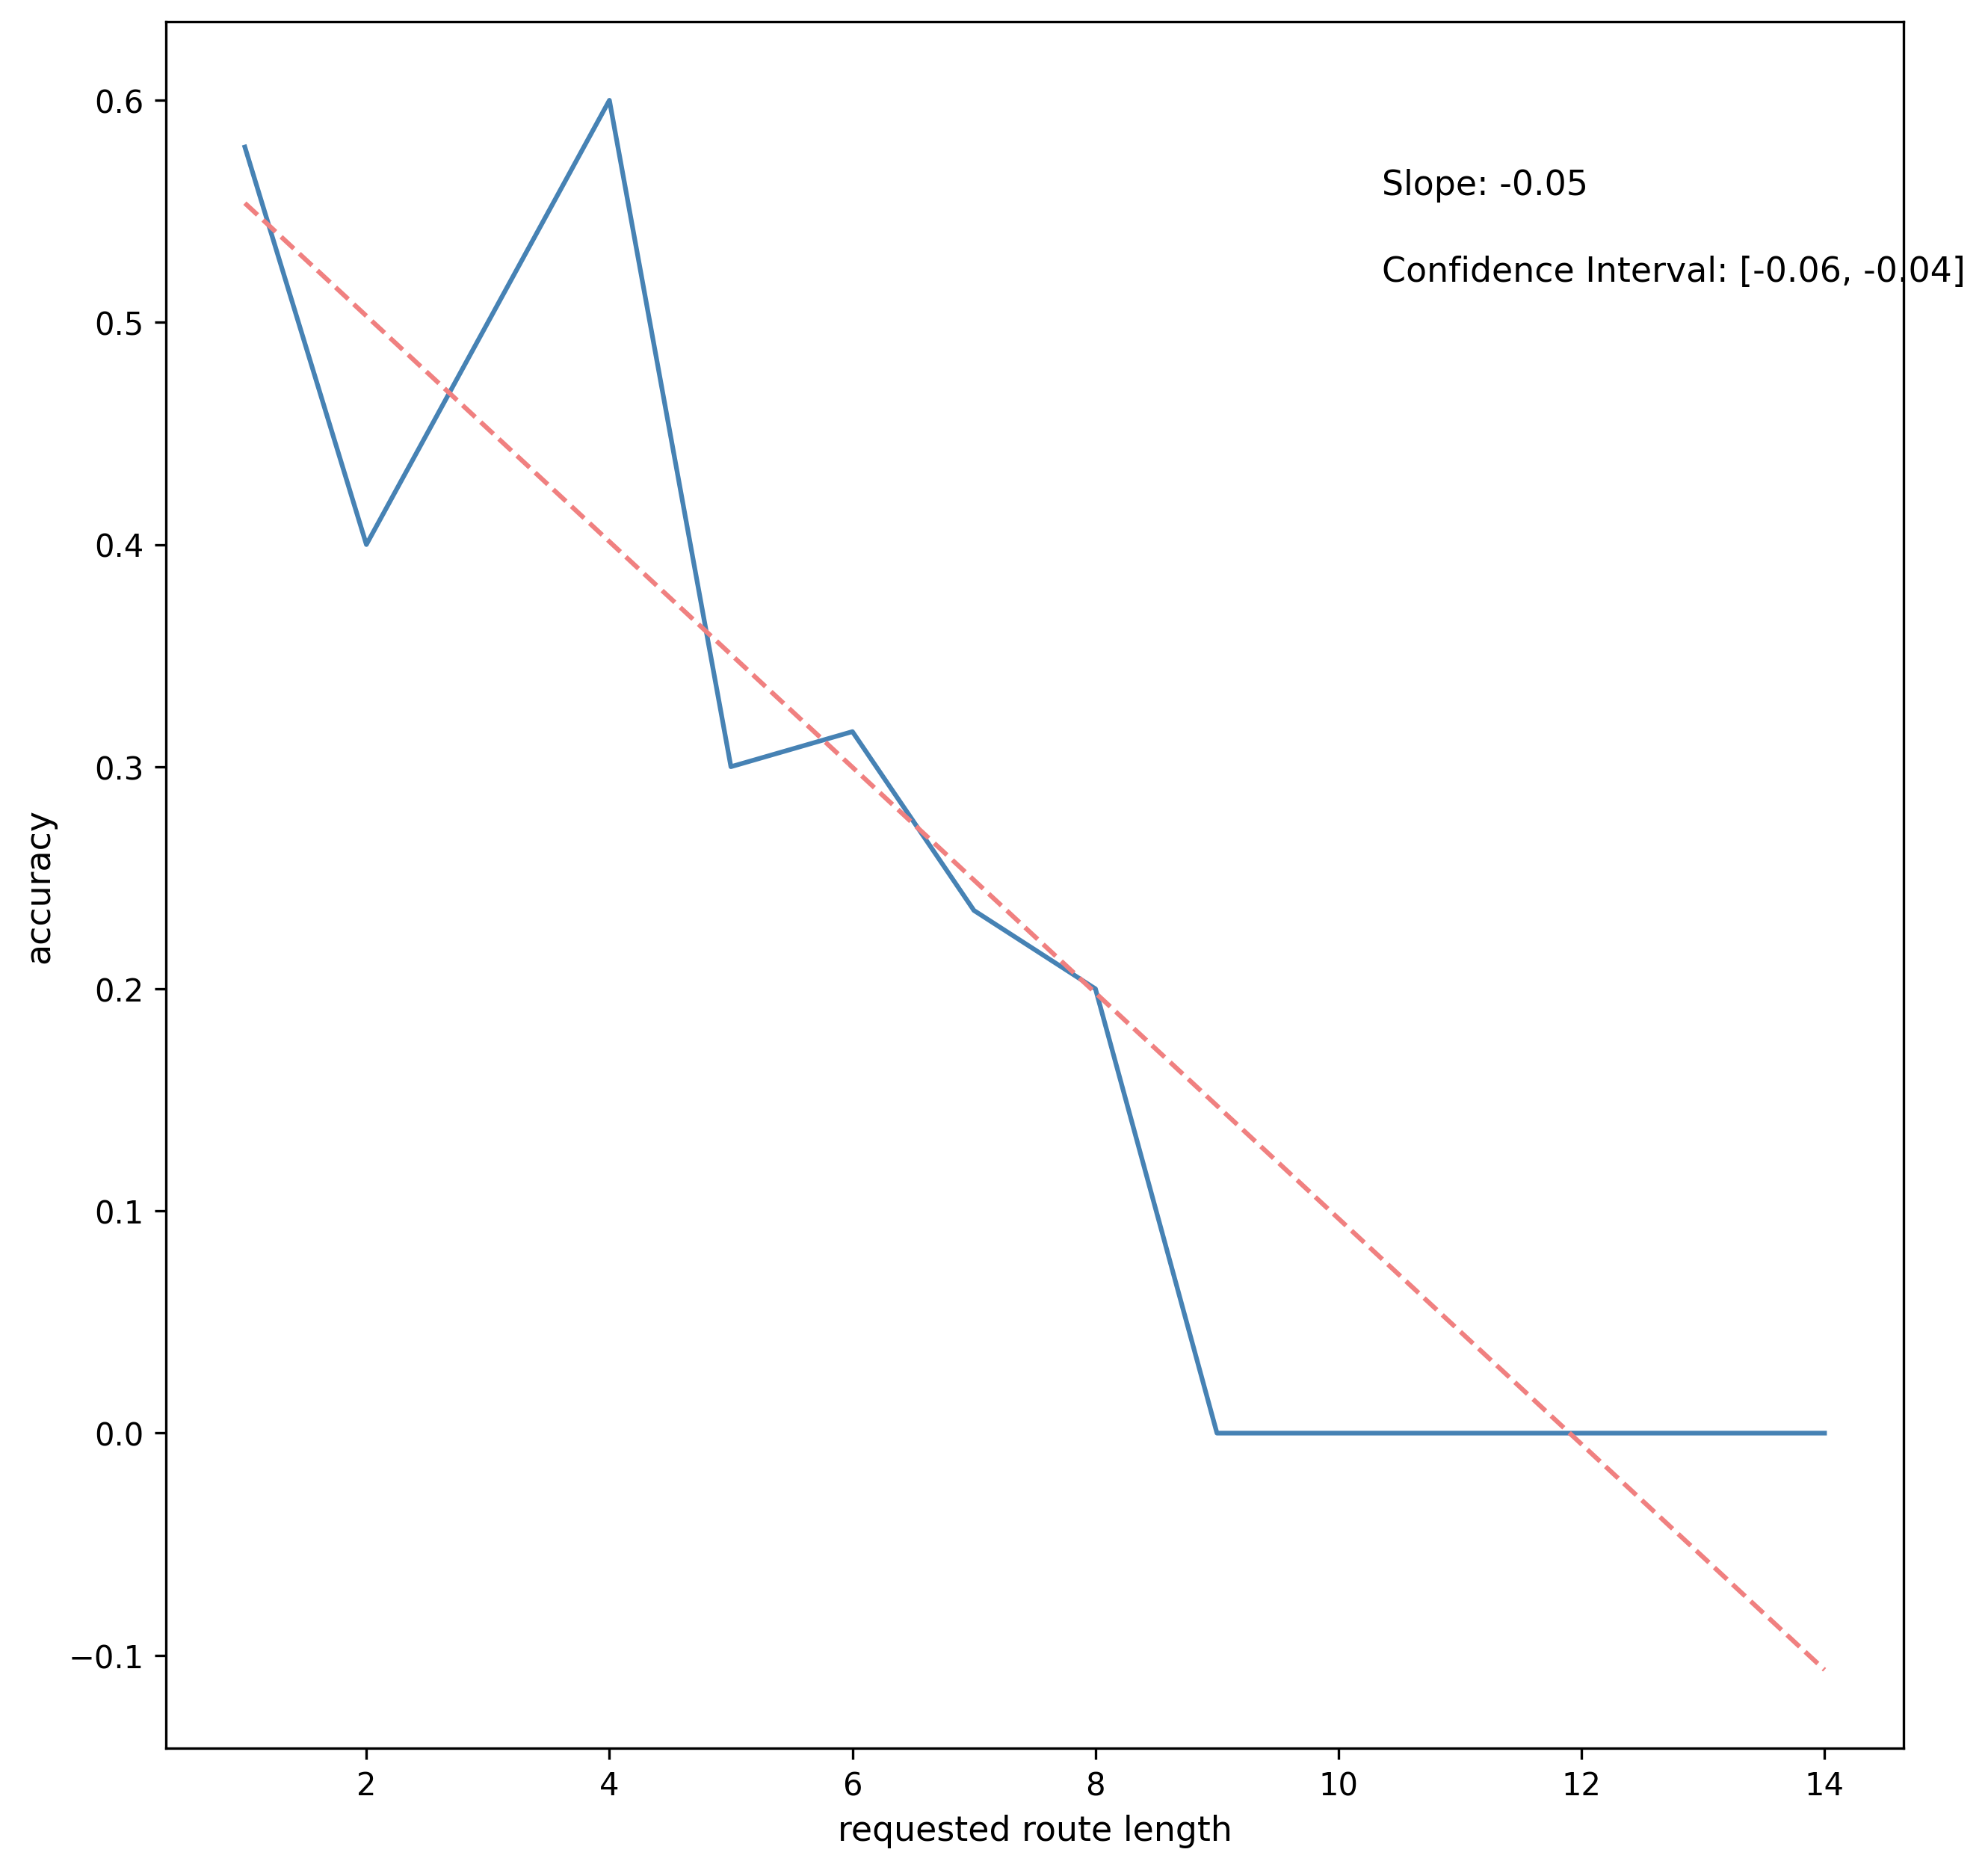 0.6
0.5
0.4
0.3
0.2
0.1
0.0
−0.1
accuracy
Slope: -0.05
Confidence Interval: [-0.06, -0.04]
2 4 6 8 10 12 14
requested route length